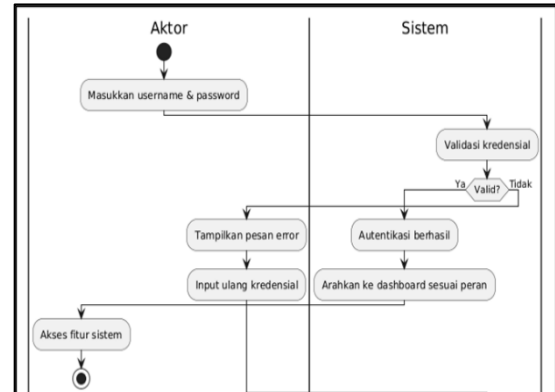 Aktor
Sistem
Masukkan username & password
Validasi kredensial
Ya
Valid?
Tidak
Tampilkan pesan error
Autentikasi berhasil
Input ulang kredensial
Arahkan ke dashboard sesuai peran
Akses fitur sistem